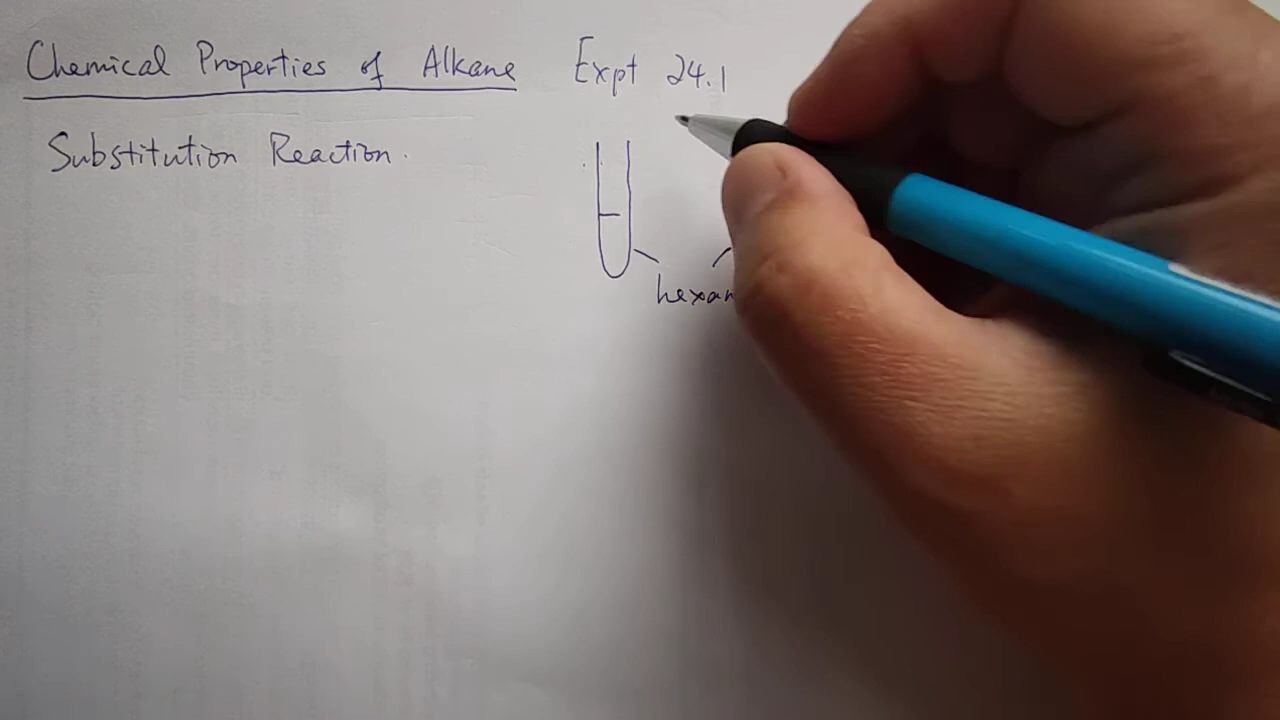 Chemical Properties of Alkane Expt 24.1
Substitution Reaction.